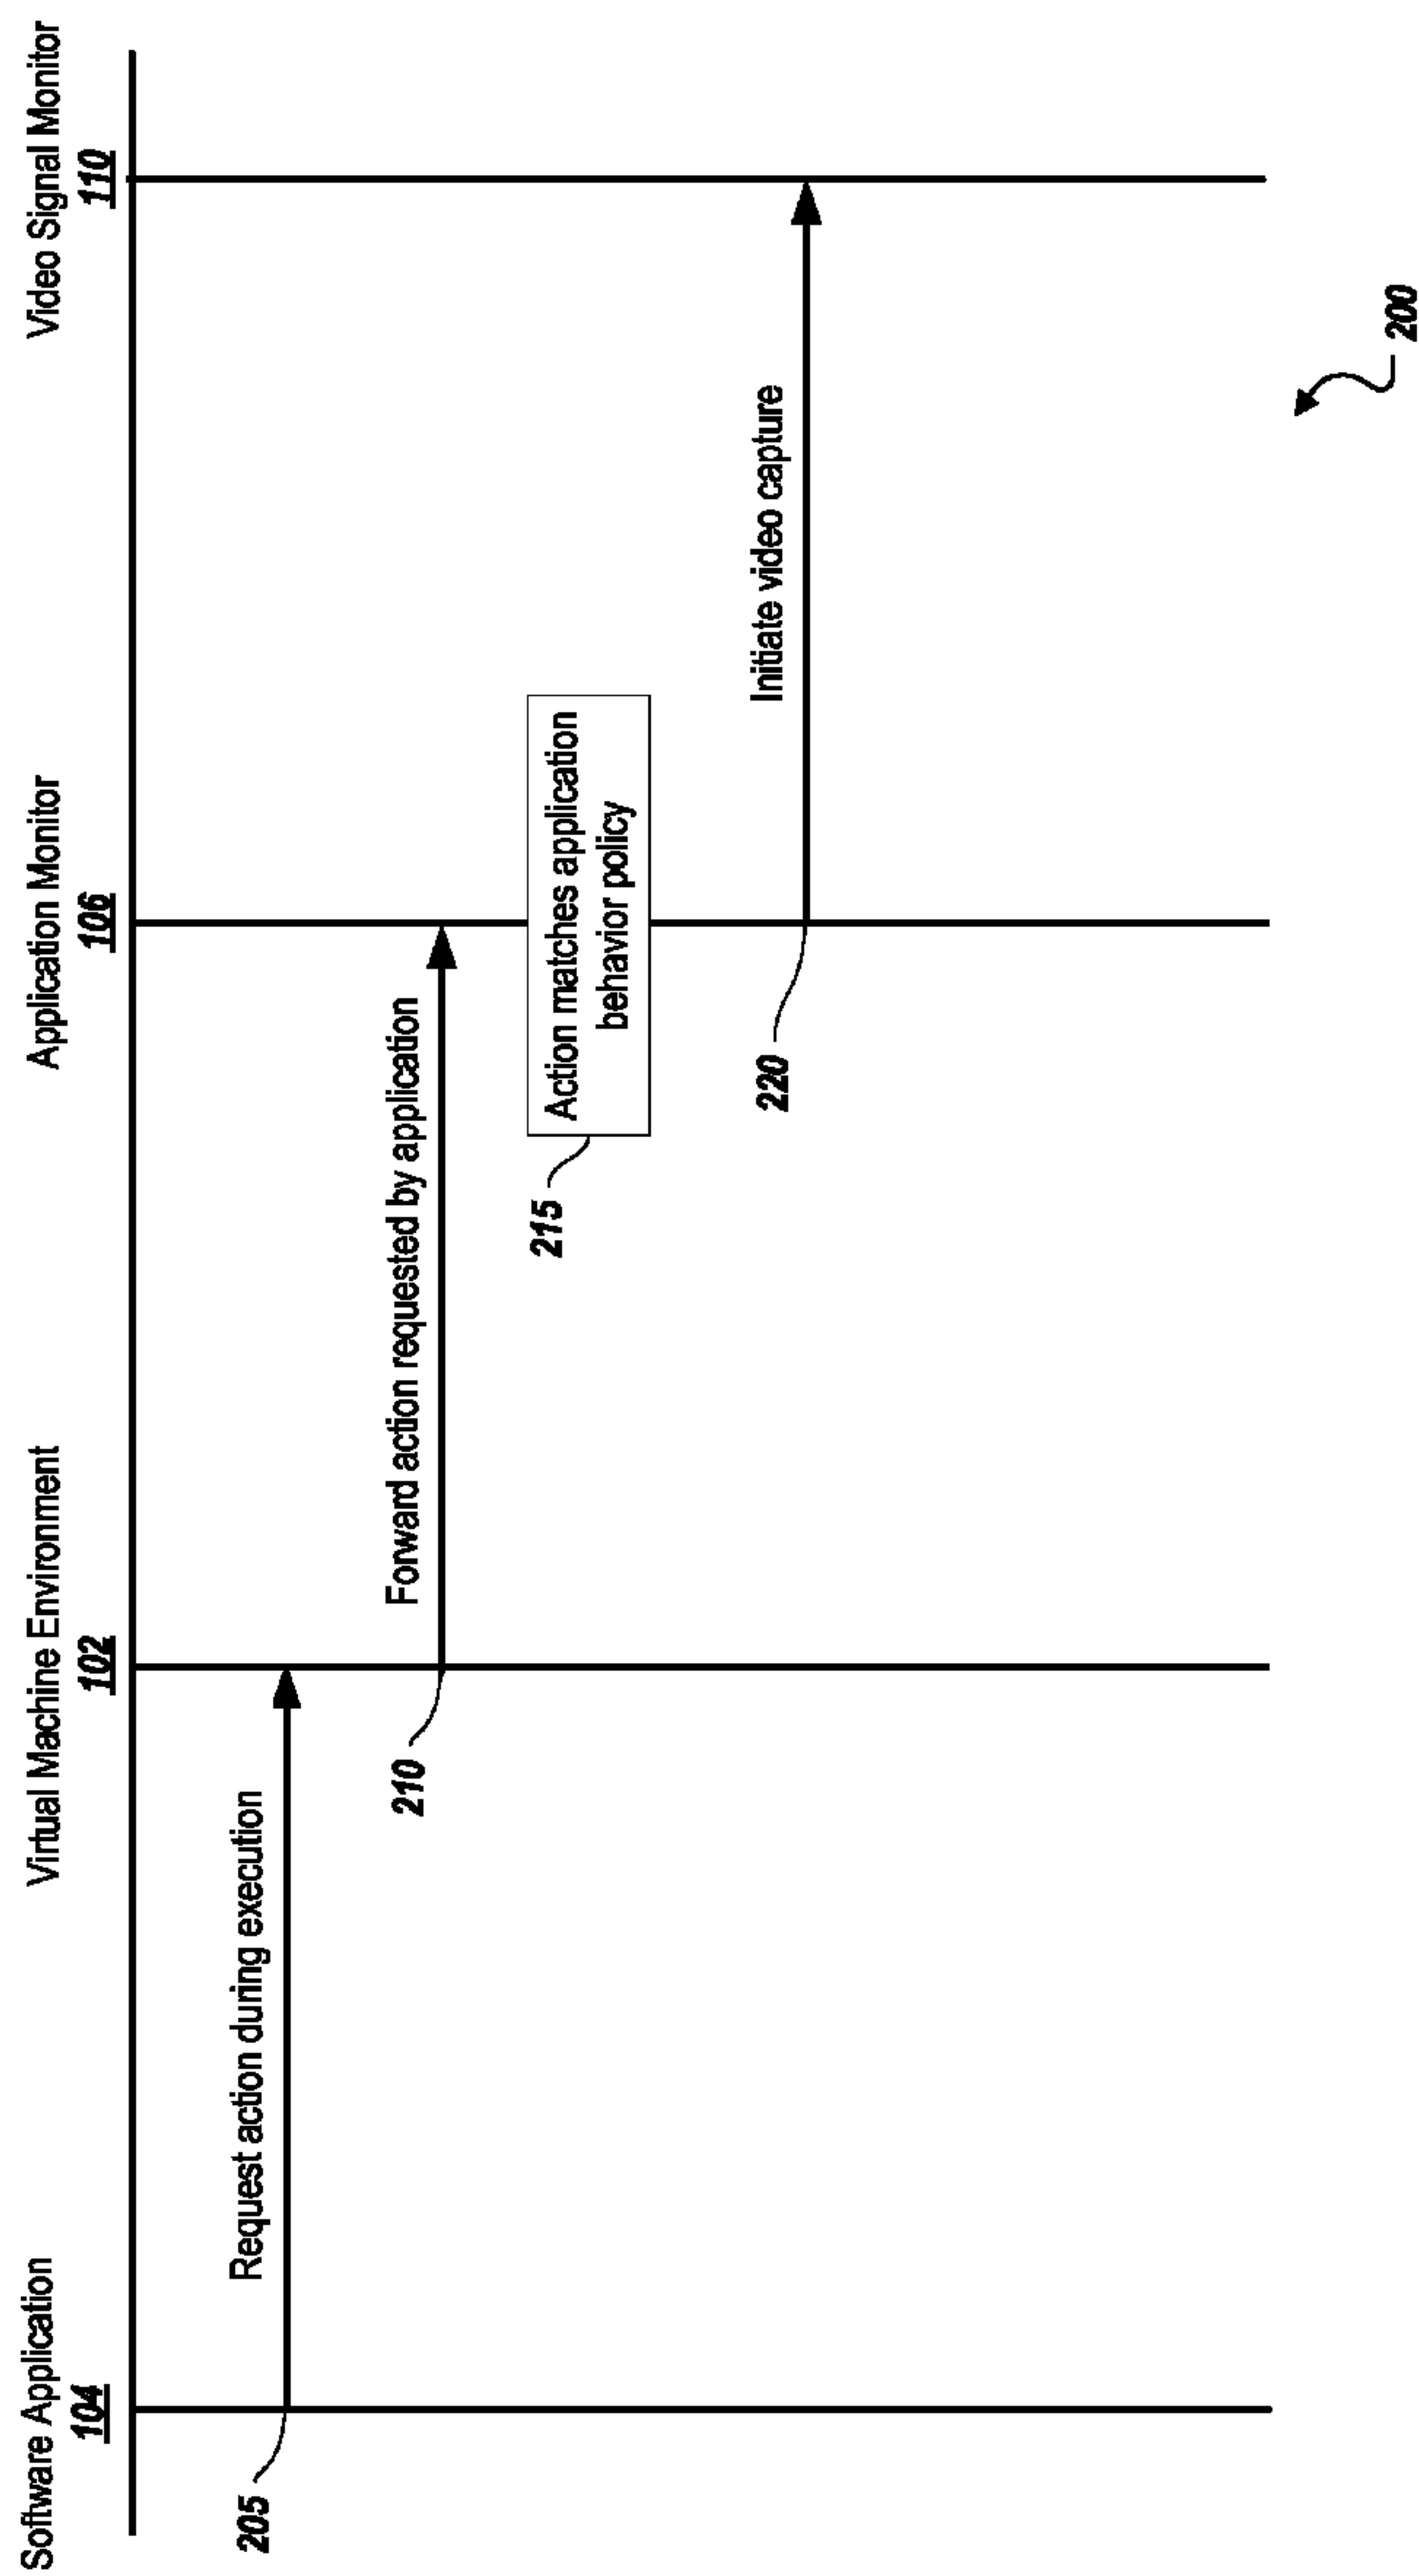 Software Application
104
Virtual Machine Environment
102
Application Monitor
106
Video Signal Monitor
110
205
Request action during execution
210
Forward action requested by application
215
Action matches application
behavior policy
220
Initiate video capture
200